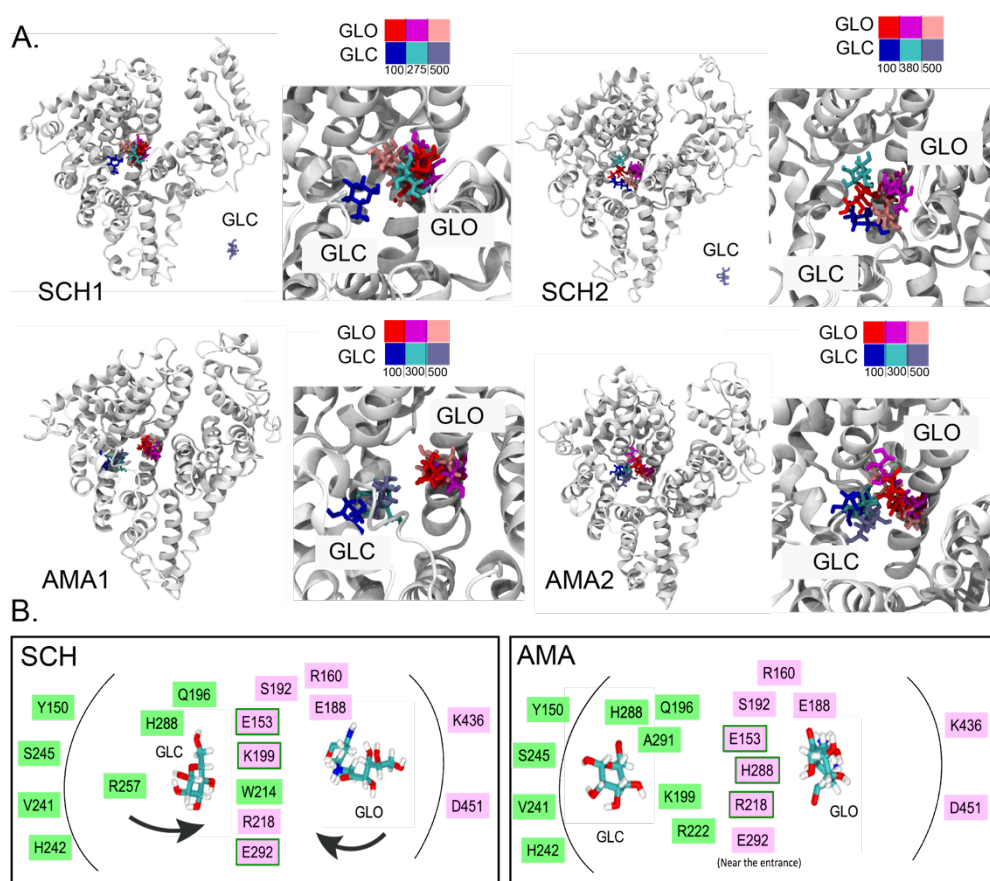 A.
GLO
GLC
100 275 500
GLC
GLC
GLO
SCH1
GLO
GLC
100 380 500
GLC
GLO
GLC
SCH2
GLO
GLC
100 300 500
GLO
GLC
AMA1
GLO
GLC
100 300 500
GLO
GLC
AMA2
B.
SCH
R160
S192
Q196
E188
Y150
H288
E153
K436
GLC
K199
S245
R257
W214
V241
GLO
D451
R218
H242
E292
AMA
R160
Y150
H288
Q196
S192
E188
K436
A291
E153
S245
H288
V241
K199
R218
D451
GLO
R222
GLC
H242
E292
(Near the entrance)